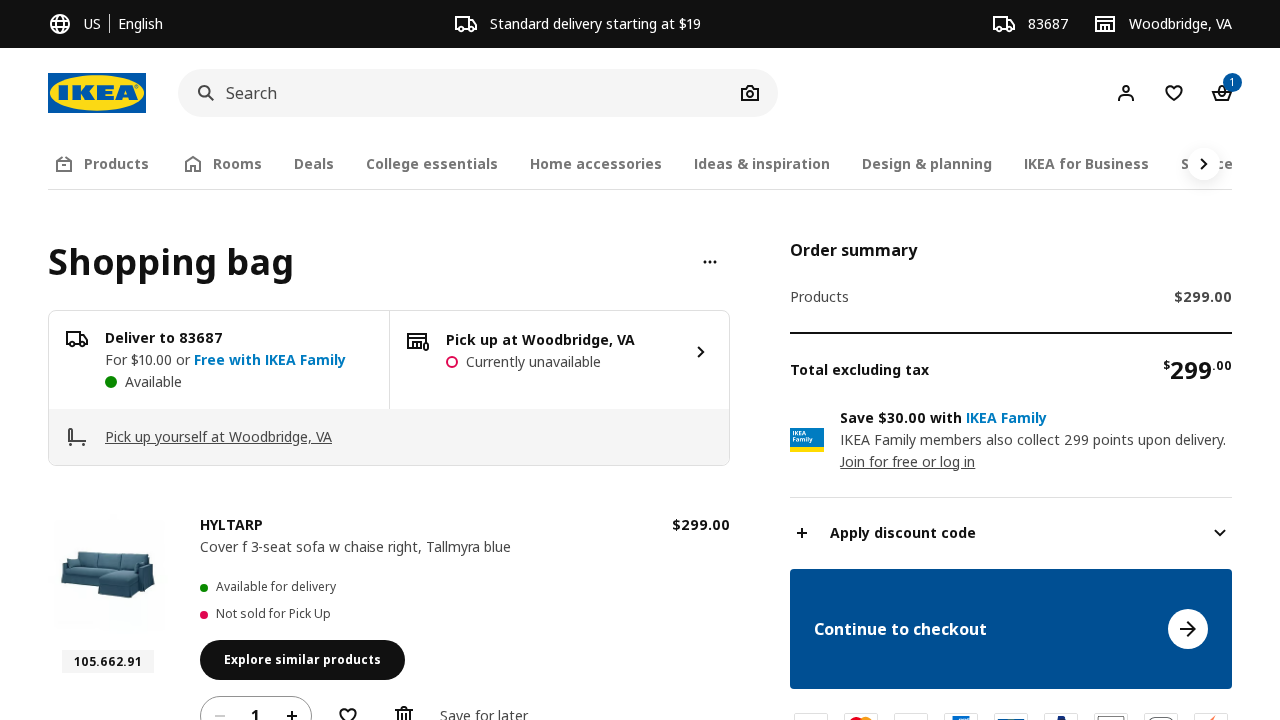 US | English
Standard delivery starting at $19
83687
Woodbridge, VA
IKEA
Search
1
Products
Rooms
Deals
College essentials
Home accessories
Ideas & inspiration
Design & planning
IKEA for Business
Shopping bag
Deliver to 83687
For $10.00 or Free with IKEA Family
Available
Pick up at Woodbridge, VA
Currently unavailable
Pick up yourself at Woodbridge, VA
HYLTARP
$299.00
Cover f 3-seat sofa w chaise right, Tallmyra blue
Available for delivery
Not sold for Pick Up
105.662.91
Explore similar products
1
Save for later
Order summary
Products
$299.00
Total excluding tax
$299.00
IKEA
Family
Save $30.00 with IKEA Family
IKEA Family members also collect 299 points upon delivery.
Join for free or log in
Apply discount code
Continue to checkout